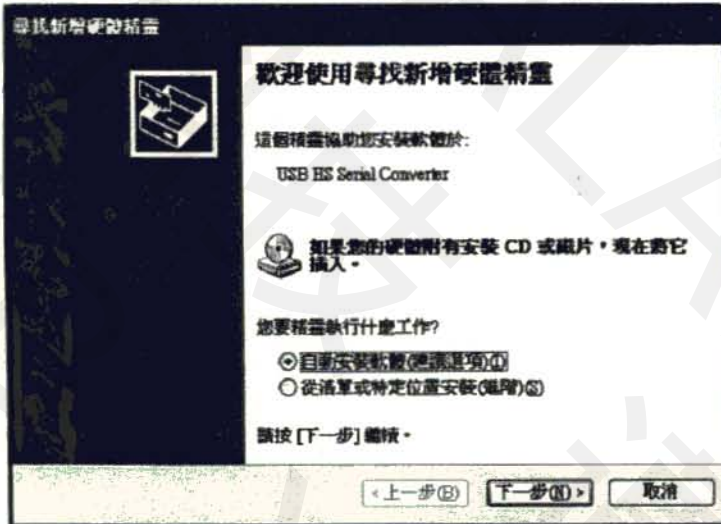 尋找新增硬體精靈
歡迎使用尋找新增硬體精靈
這個精靈協助您安裝軟體於:
USB HS Serial Converter
如果您的硬體附有安裝 CD 或磁片,現在將它
插入。
您要精靈執行什麼工作?
自動安裝軟體(建議選項)(I)
從清單或特定位置安裝(進階)(S)
請按 [下一步] 繼續。
<上一步(B)
下一步(N)>
取消